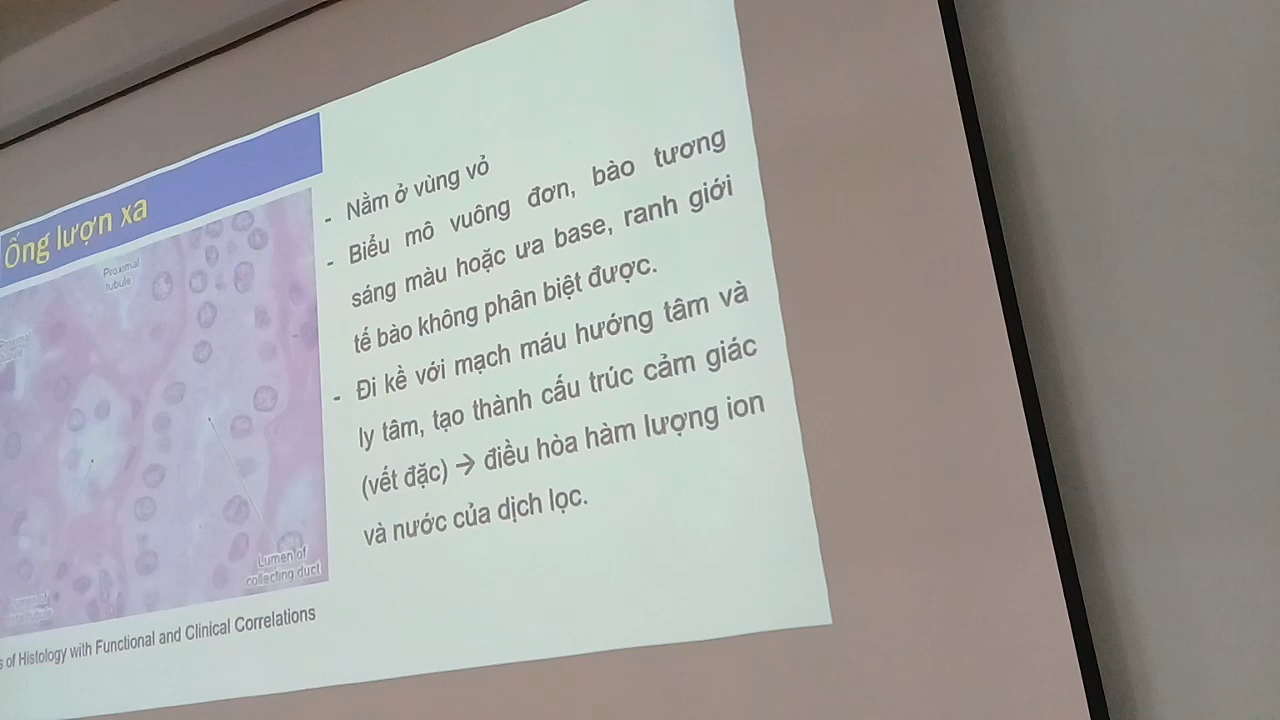 Ống lượn xa
Proximal
tubule
Lumen of
collecting duct
of Histology with Functional and Clinical Correlations
- Nằm ở vùng vỏ
- Biểu mô vuông đơn, bào tương
sáng màu hoặc ưa base, ranh giới
tế bào không phân biệt được.
- Đi kề với mạch máu hướng tâm và
ly tâm, tạo thành cấu trúc cảm giác
(vết đặc) → điều hòa hàm lượng ion
và nước của dịch lọc.